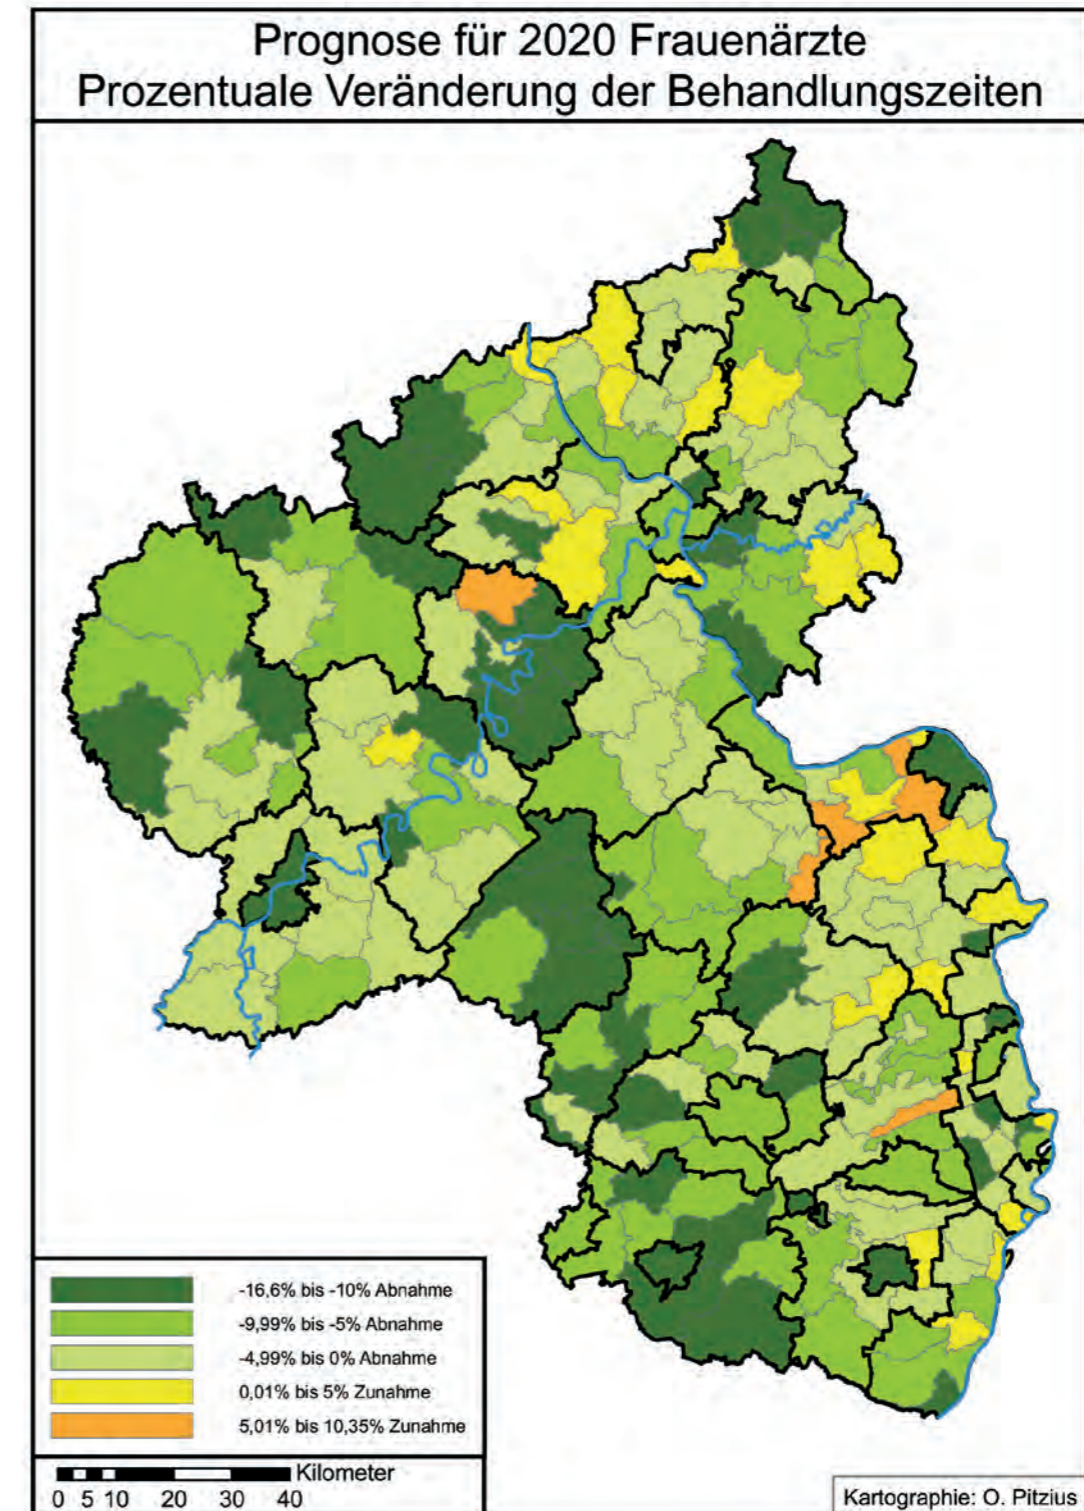 Prognose für 2020 Frauenärzte
Prozentuale Veränderung der Behandlungszeiten
-16,6% bis -10% Abnahme
-9,99% bis -5% Abnahme
-4,99% bis 0% Abnahme
0,01% bis 5% Zunahme
5,01% bis 10,35% Zunahme
Kilometer
0 5 10 20 30 40
Kartographie: O. Pitzius